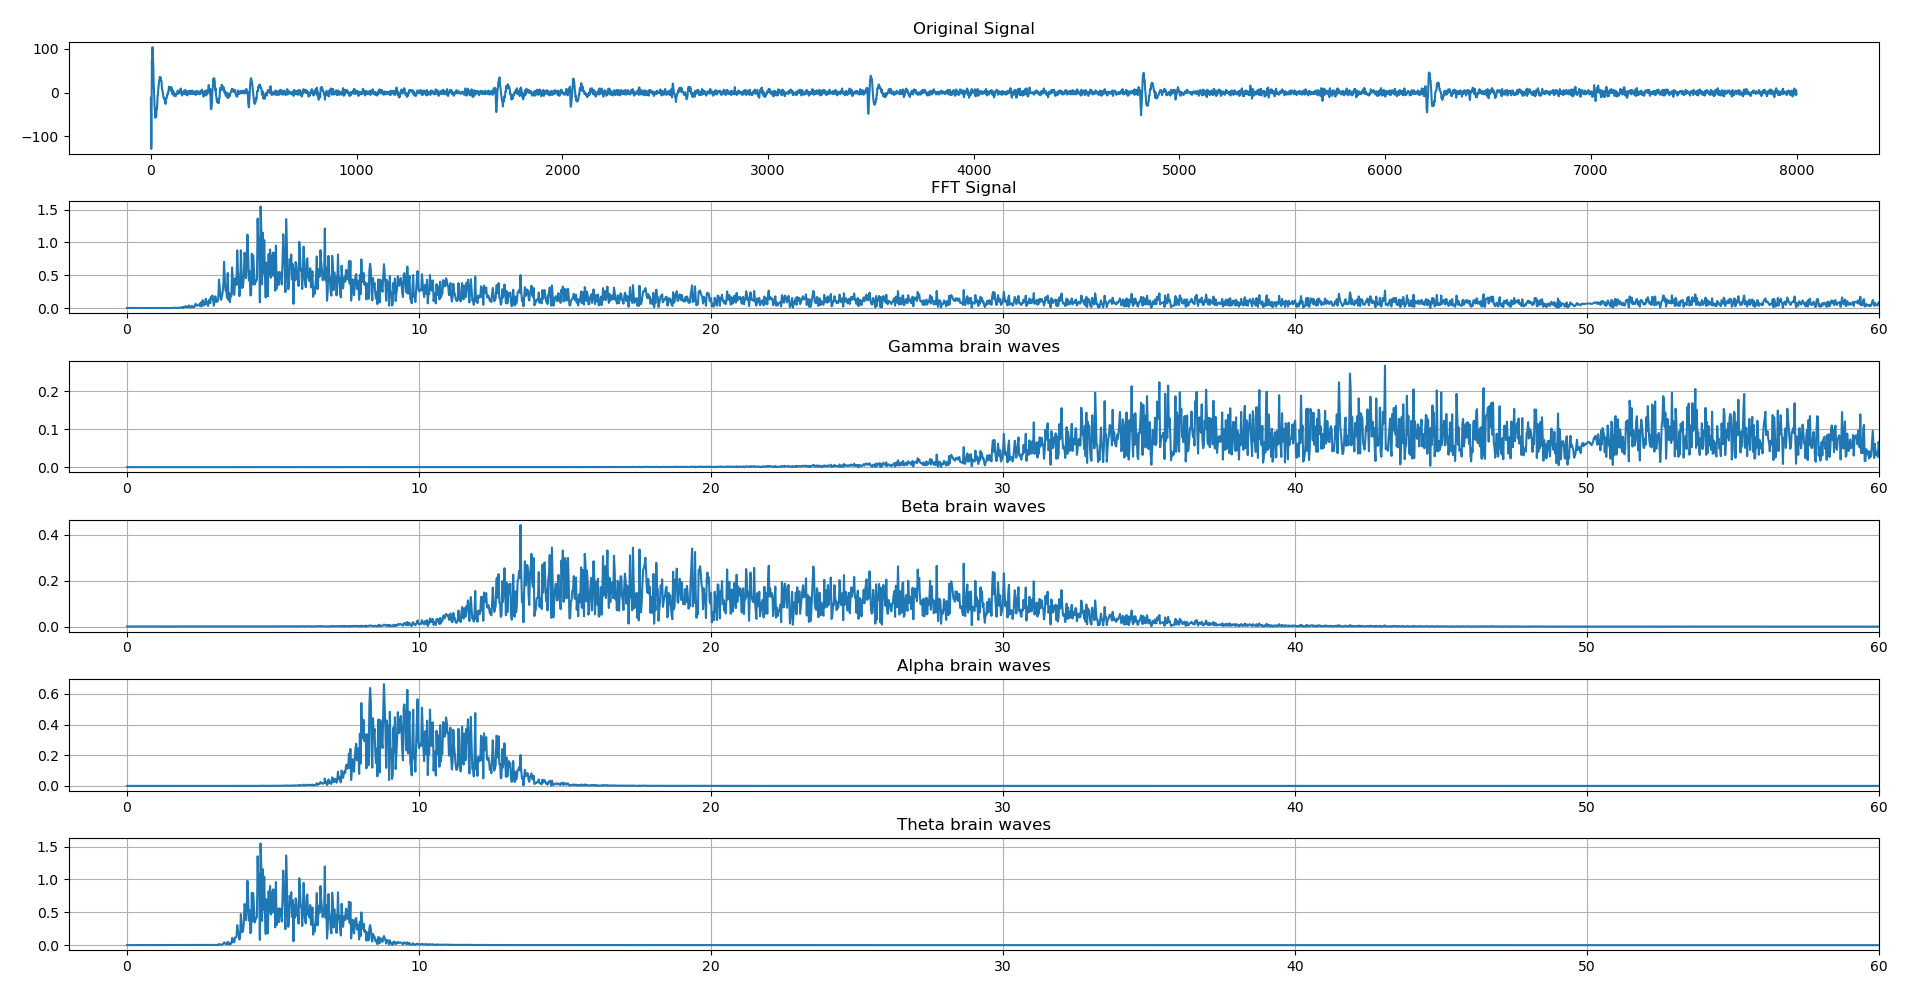 Original Signal
100
0
−100
0 1000 2000 3000 4000 5000 6000 7000 8000
FFT Signal
1.5
1.0
0.5
0.0
0 10 20 30 40 50 60
Gamma brain waves
0.2
0.1
0.0
0 10 20 30 40 50 60
Beta brain waves
0.4
0.2
0.0
0 10 20 30 40 50 60
Alpha brain waves
0.6
0.4
0.2
0.0
0 10 20 30 40 50 60
Theta brain waves
1.5
1.0
0.5
0.0
0 10 20 30 40 50 60